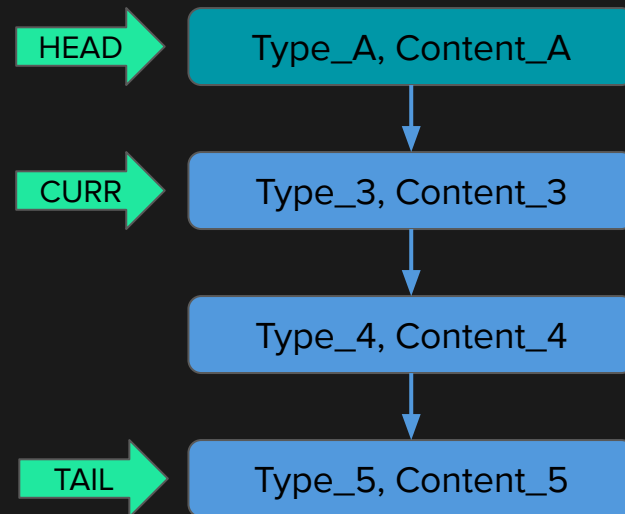 HEAD
Type_A, Content_A
CURR
Type_3, Content_3
Type_4, Content_4
TAIL
Type_5, Content_5